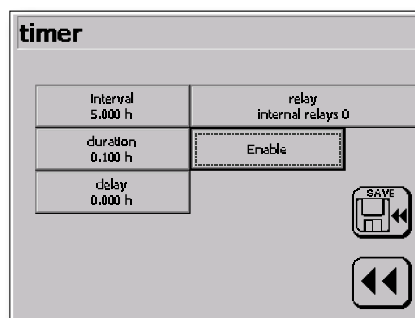 timer
Interval
5.000 h
relay
internal relays 0
duration
0.100 h
Enable
delay
0.000 h
SAVE